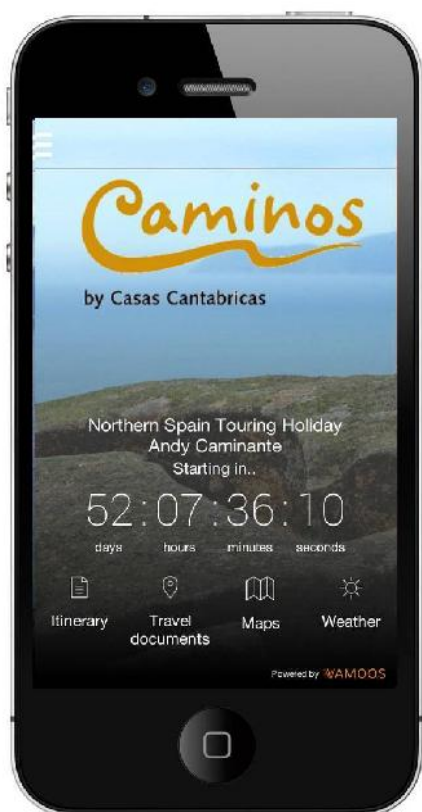 Caminos
by Casas Cantabricas
Northern Spain Touring Holiday
Andy Caminante
Starting in..
52:07:36:10
days hours minutes seconds
Itinerary Travel documents Maps Weather
Powered by VAMOOS